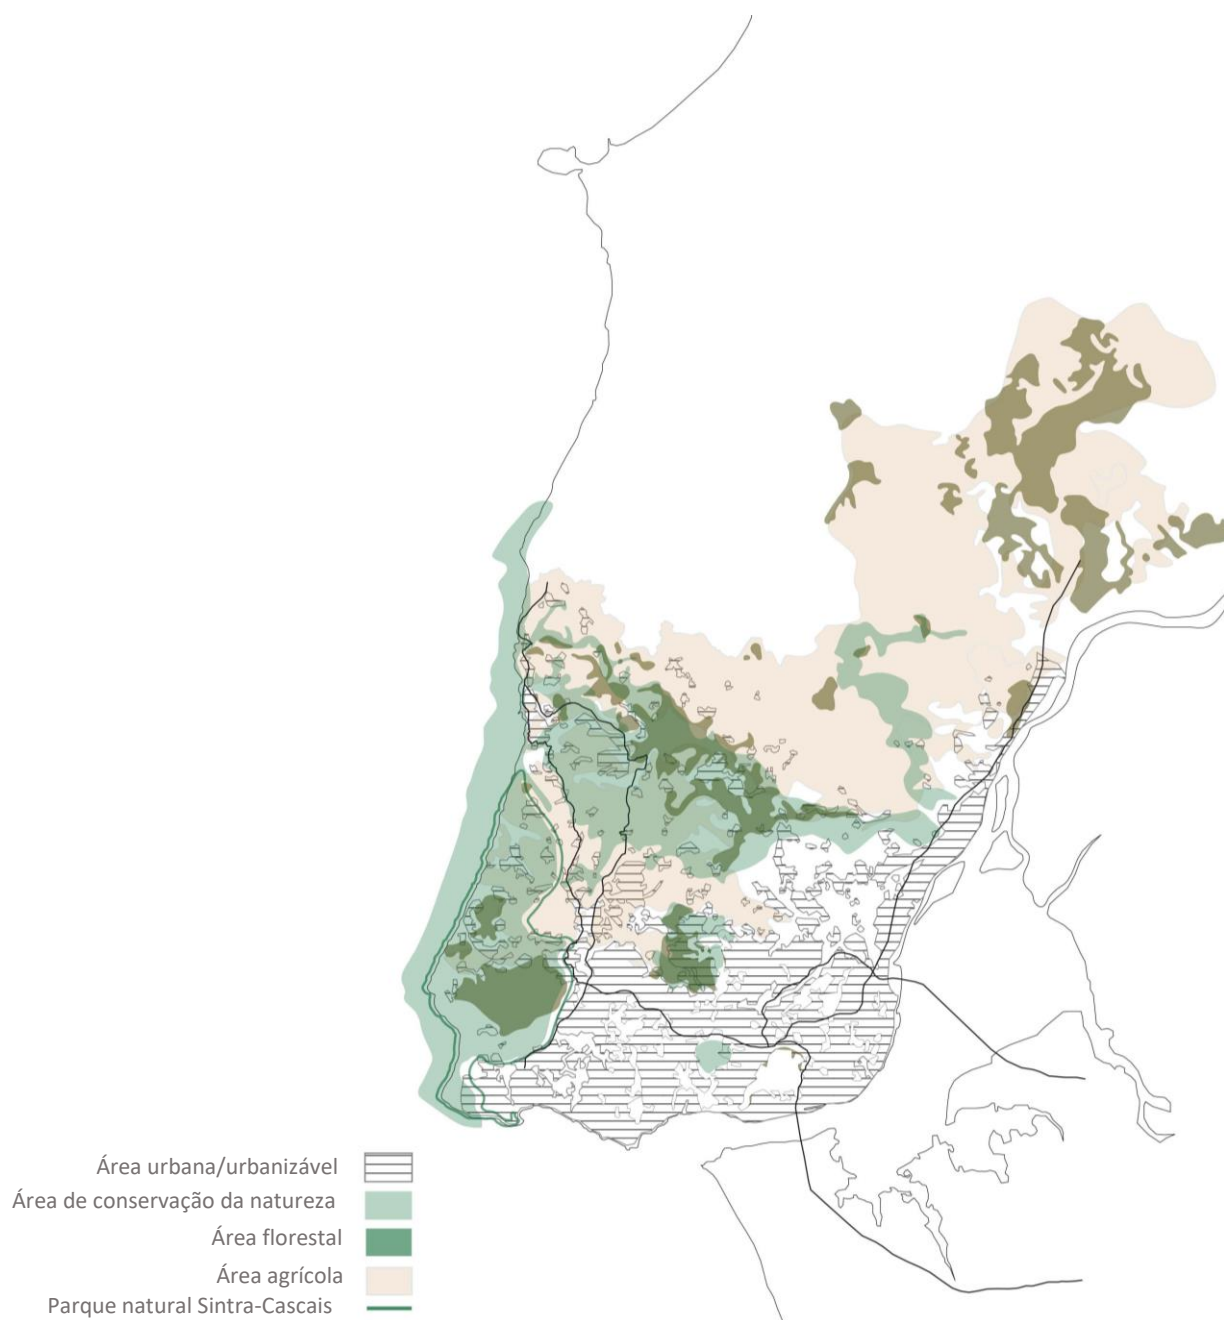 Área urbana/urbanizável
Área de conservação da natureza
Área florestal
Área agrícola
Parque natural Sintra-Cascais